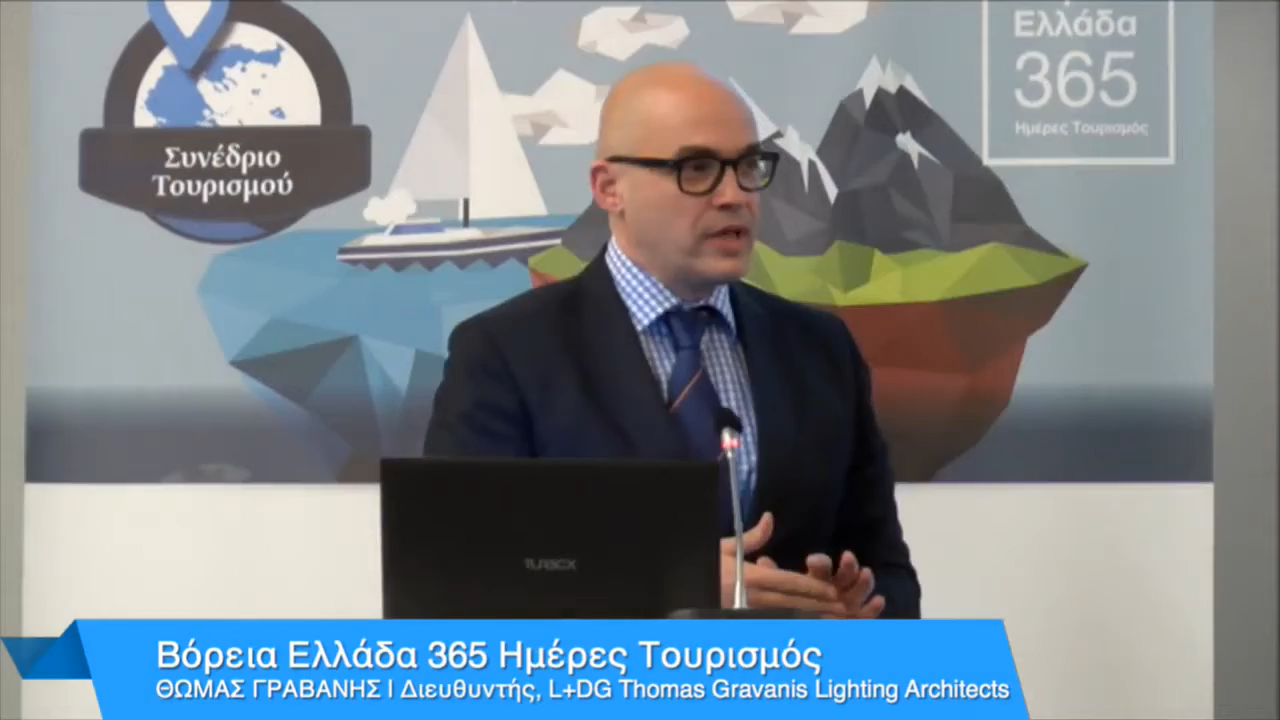 Συνέδριο
Τουρισμού
Ελλάδα
365
Ημέρες Τουρισμός
TURBOX
Βόρεια Ελλάδα 365 Ημέρες Τουρισμός
ΘΩΜΑΣ ΓΡΑΒΑΝΗΣ Ι Διευθυντής, L+DG Thomas Gravanis Lighting Architects